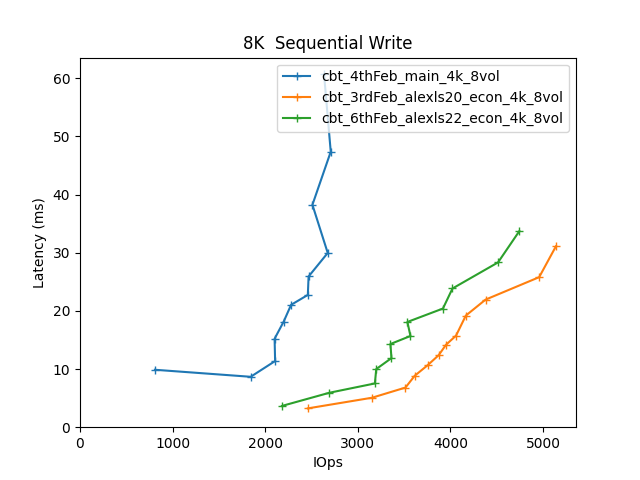 8K  Sequential Write
cbt_4thFeb_main_4k_8vol
cbt_3rdFeb_alexls20_econ_4k_8vol
cbt_6thFeb_alexls22_econ_4k_8vol
Latency (ms)
60
50
40
30
20
10
0
0 1000 2000 3000 4000 5000
IOps